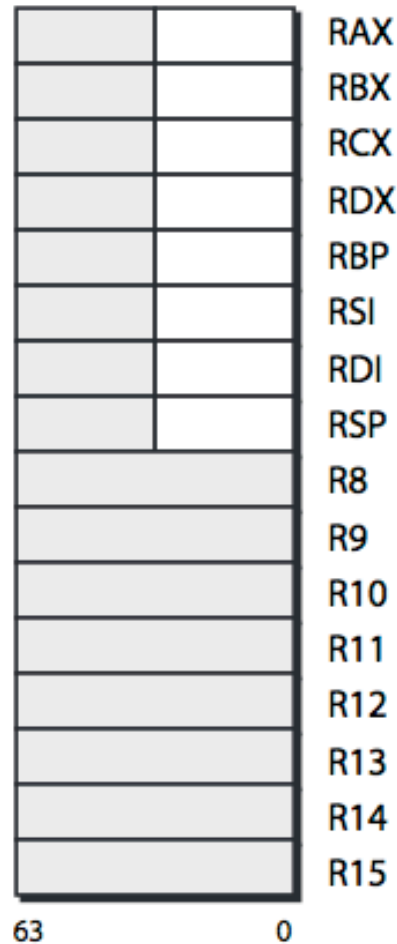 RAX
RBX
RCX
RDX
RBP
RSI
RDI
RSP
R8
R9
R10
R11
R12
R13
R14
R15
63 0